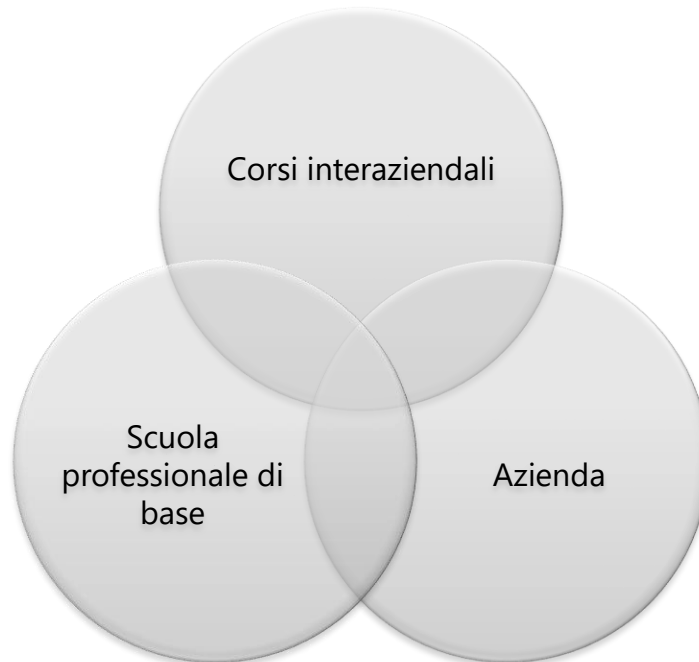 Corsi interaziendali
Scuola
professionale di
base
Azienda